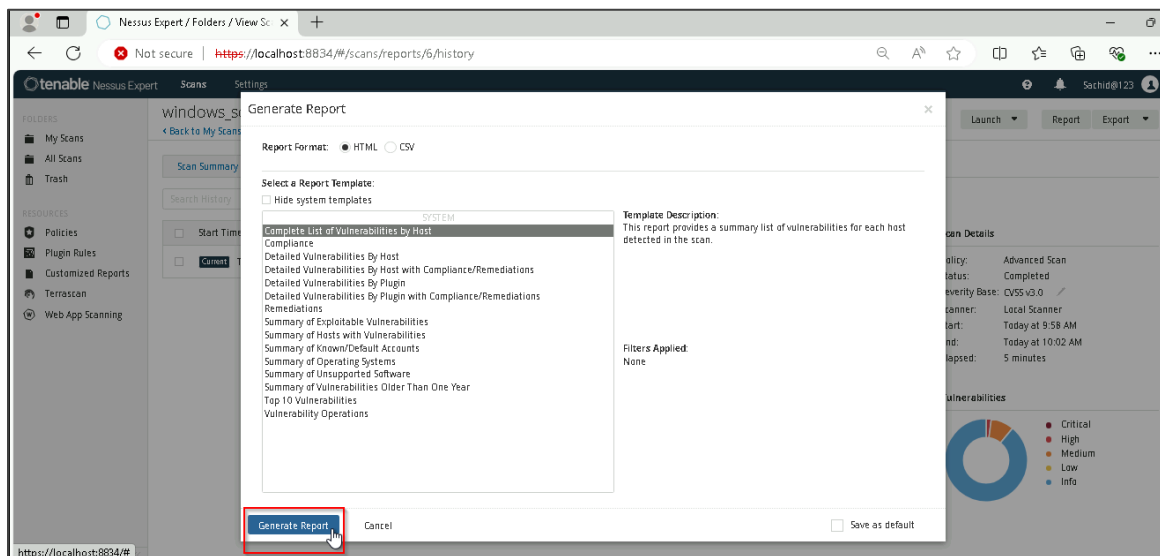 Nessus Expert / Folders / View Sc
Not secure https://localhost:8834/#/scans/reports/6/history
tenable Nessus Expert Scans Settings Sachid@123
FOLDERS
My Scans
All Scans
Trash
RESOURCES
Policies
Plugin Rules
Customized Reports
Terrascan
Web App Scanning
windows_s
< Back to My Scans
Launch Report Export
Scan Summary
Search History
Start Time
Current
Generate Report
Report Format: HTML CSV
Select a Report Template:
Hide system templates
SYSTEM
Complete List of Vulnerabilities by Host
Compliance
Detailed Vulnerabilities By Host
Detailed Vulnerabilities By Host with Compliance/Remediations
Detailed Vulnerabilities By Plugin
Detailed Vulnerabilities By Plugin with Compliance/Remediations
Remediations
Summary of Exploitable Vulnerabilities
Summary of Hosts with Vulnerabilities
Summary of Known/Default Accounts
Summary of Operating Systems
Summary of Unsupported Software
Summary of Vulnerabilities Older Than One Year
Top 10 Vulnerabilities
Vulnerability Operations
Template Description:
This report provides a summary list of vulnerabilities for each host
detected in the scan.
Filters Applied:
None
Generate Report Cancel Save as default
can Details
olicy: Advanced Scan
tatus: Completed
everity Base: CVSS v3.0
canner: Local Scanner
tart: Today at 9:58 AM
nd: Today at 10:02 AM
lapsed: 5 minutes
ulnerabilities
Critical
High
Medium
Low
Info
https://localhost:8834/#